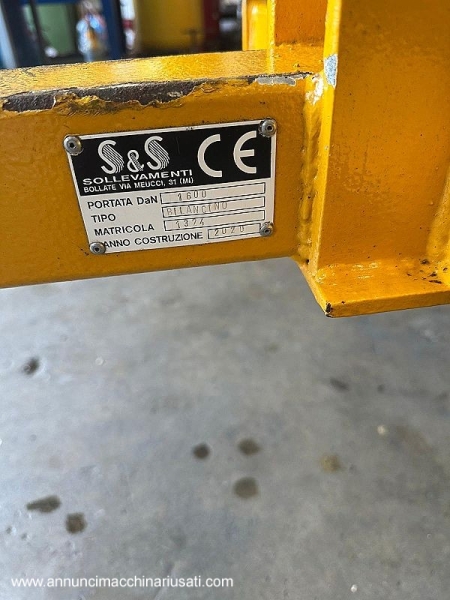 S&S
SOLLEVAMENTI
BOLLATE VIA MEUCCI, 31 (MI)
CE
PORTATA DaN 1600
TIPO BILANCINO
MATRICOLA 1374
ANNO COSTRUZIONE 2020
www.annuncimacchinariusati.com